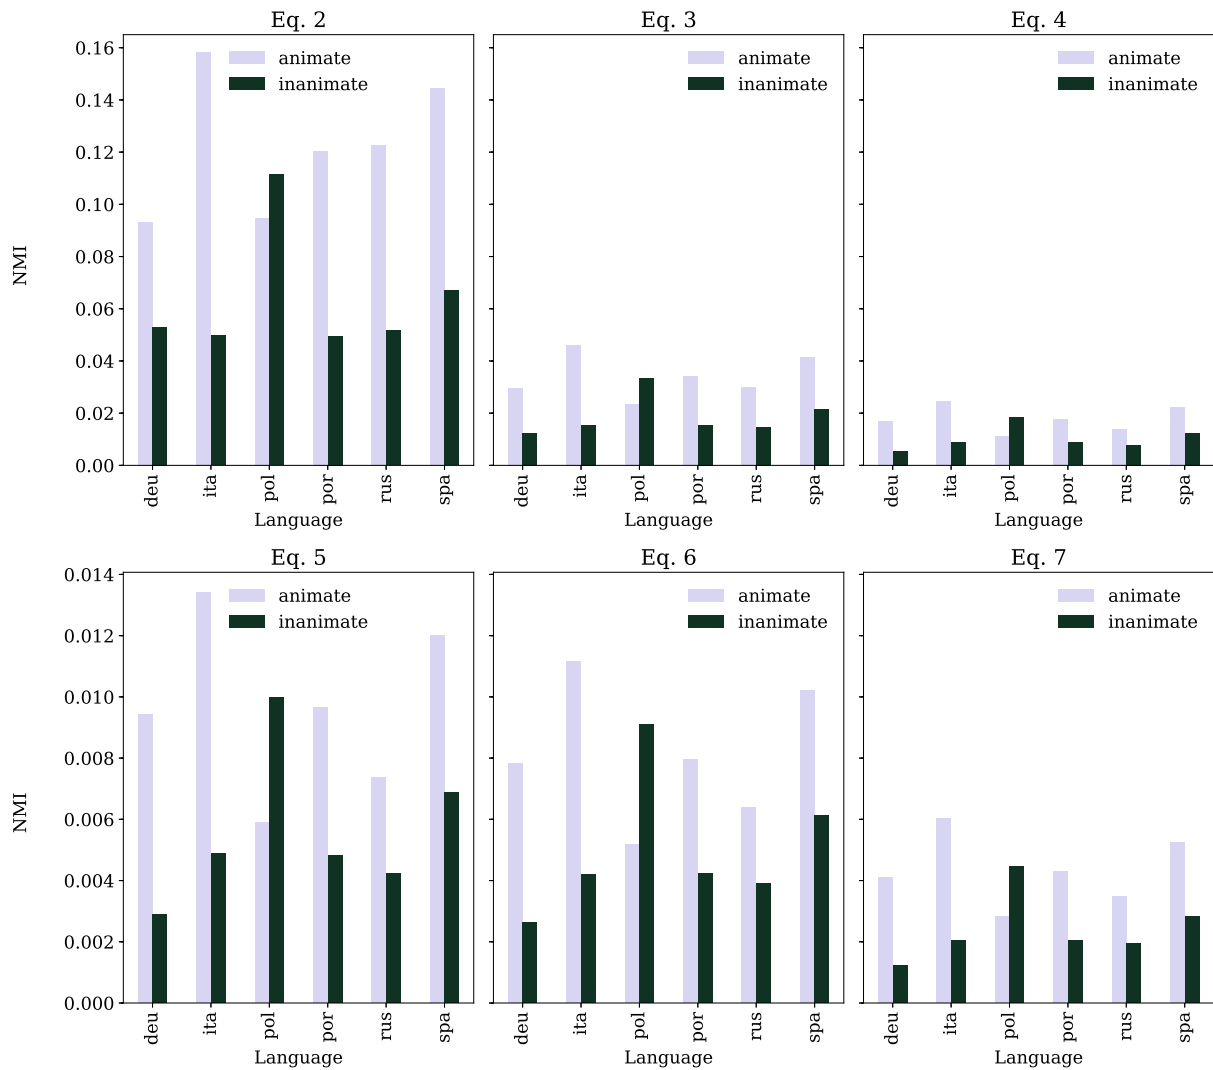 Eq. 2
Eq. 3
Eq. 4
NMI
0.16
0.14
0.12
0.10
0.08
0.06
0.04
0.02
0.00
animate
inanimate
animate
inanimate
animate
inanimate
deu
ita
pol
por
rus
spa
deu
ita
pol
por
rus
spa
deu
ita
pol
por
rus
spa
Language
Language
Language
Eq. 5
Eq. 6
Eq. 7
NMI
0.014
0.012
0.010
0.008
0.006
0.004
0.002
0.000
animate
inanimate
animate
inanimate
animate
inanimate
deu
ita
pol
por
rus
spa
deu
ita
pol
por
rus
spa
deu
ita
pol
por
rus
spa
Language
Language
Language